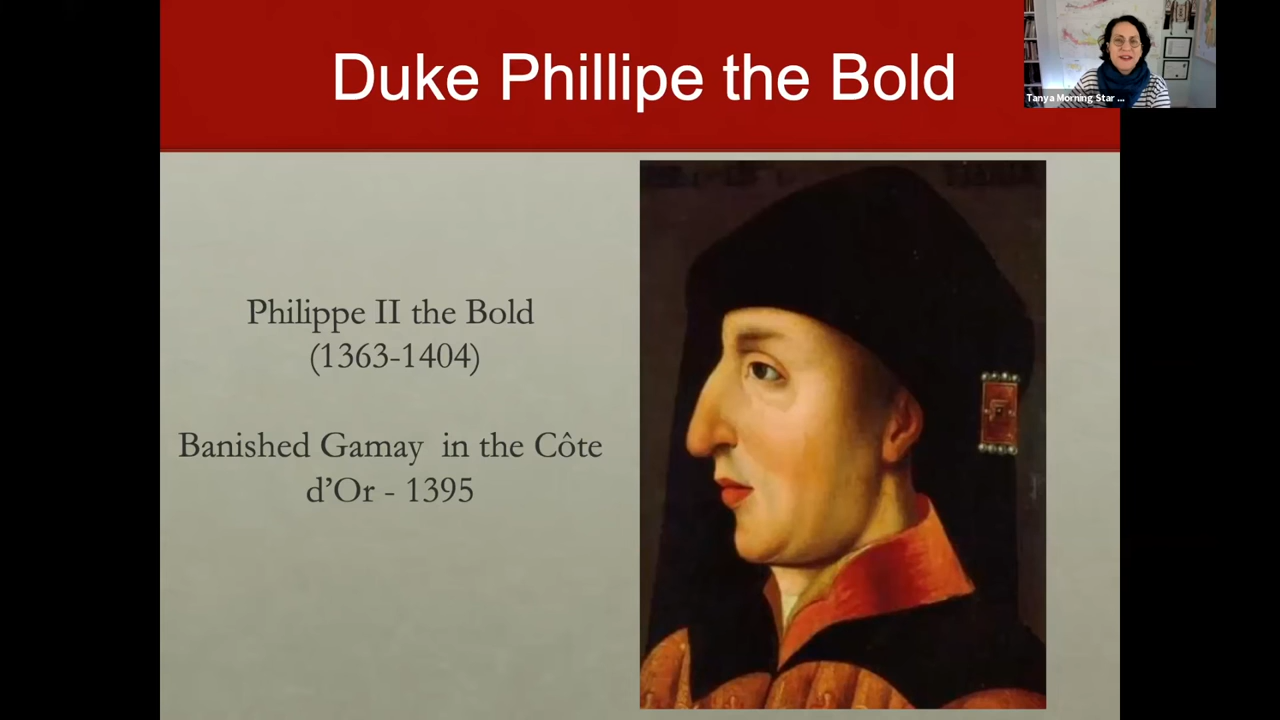 Duke Phillipe the Bold
Tanya Morning Star ...
Philippe II the Bold
(1363-1404)
Banished Gamay in the Côte
d’Or - 1395